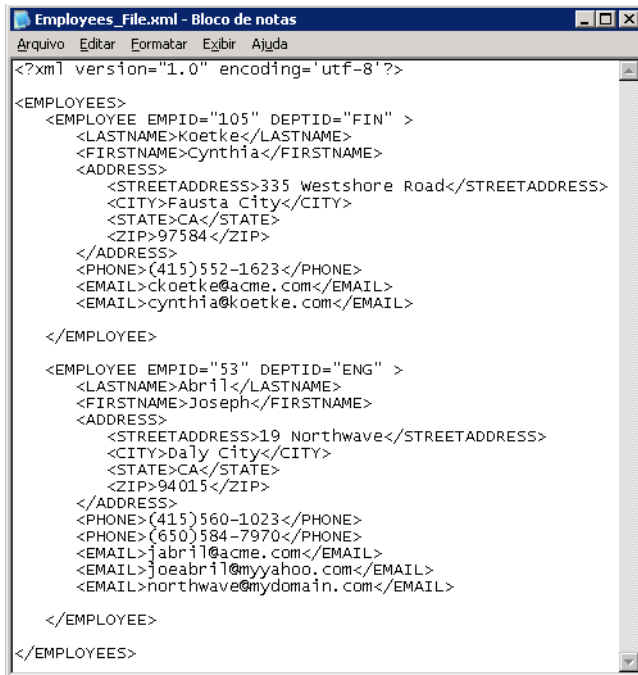 Employees_File.xml - Bloco de notas
Arquivo Editar Formatar Exibir Ajuda
<?xml version="1.0" encoding='utf-8'?>
<EMPLOYEES>
<EMPLOYEE EMPID="105" DEPTID="FIN" >
<LASTNAME>Koetke</LASTNAME>
<FIRSTNAME>Cynthia</FIRSTNAME>
<ADDRESS>
<STREETADDRESS>335 Westshore Road</STREETADDRESS>
<CITY>Fausta City</CITY>
<STATE>CA</STATE>
<ZIP>97584</ZIP>
</ADDRESS>
<PHONE>(415)552-1623</PHONE>
<EMAIL>ckoetke@acme.com</EMAIL>
<EMAIL>cynthia@koetke.com</EMAIL>
</EMPLOYEE>
<EMPLOYEE EMPID="53" DEPTID="ENG" >
<LASTNAME>Abril</LASTNAME>
<FIRSTNAME>Joseph</FIRSTNAME>
<ADDRESS>
<STREETADDRESS>19 Northwave</STREETADDRESS>
<CITY>Daly City</CITY>
<STATE>CA</STATE>
<ZIP>94015</ZIP>
</ADDRESS>
<PHONE>(415)560-1023</PHONE>
<PHONE>(650)584-7970</PHONE>
<EMAIL>jabril@acme.com</EMAIL>
<EMAIL>joeabril@myyahoo.com</EMAIL>
<EMAIL>northwave@mydomain.com</EMAIL>
</EMPLOYEE>
</EMPLOYEES>